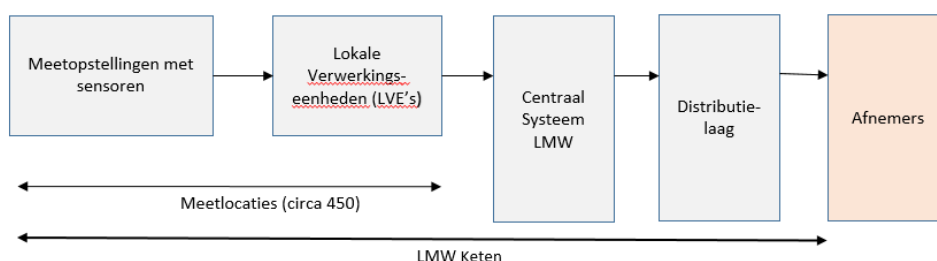 Meetopstellingen met
sensoren
Lokale
Verwerkings-
eenheden (LVE's)
Centraal
Systeem
LMW
Distributie-
laag
Afnemers
Meetlocaties (circa 450)
LMW Keten